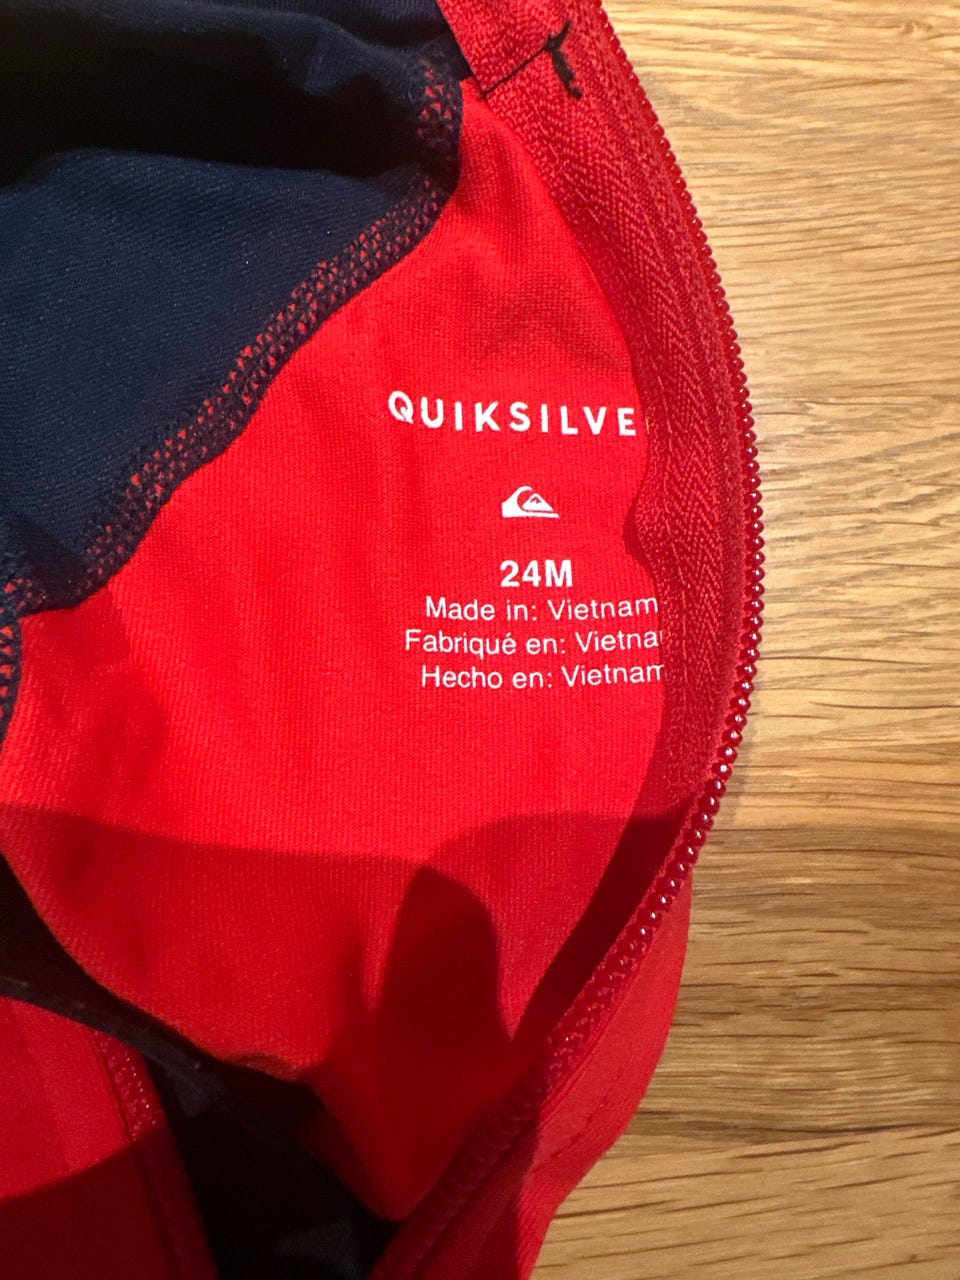 QUIKSILVE
24M
Made in: Vietnam
Fabriqué en: Vietna
Hecho en: Vietnam